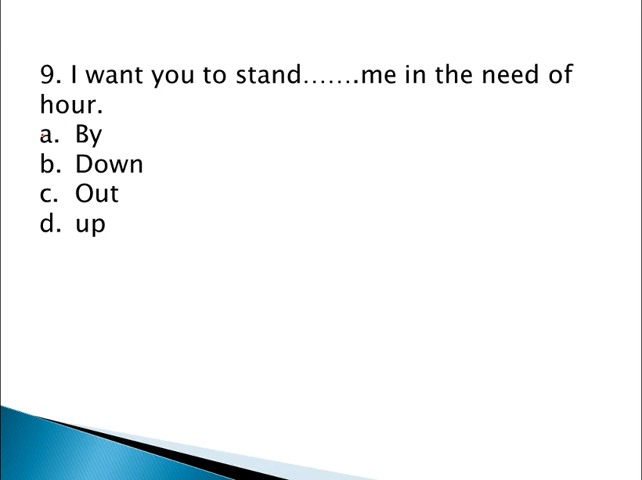 9. I want you to stand…….me in the need of
hour.
a. By
b. Down
c. Out
d. up